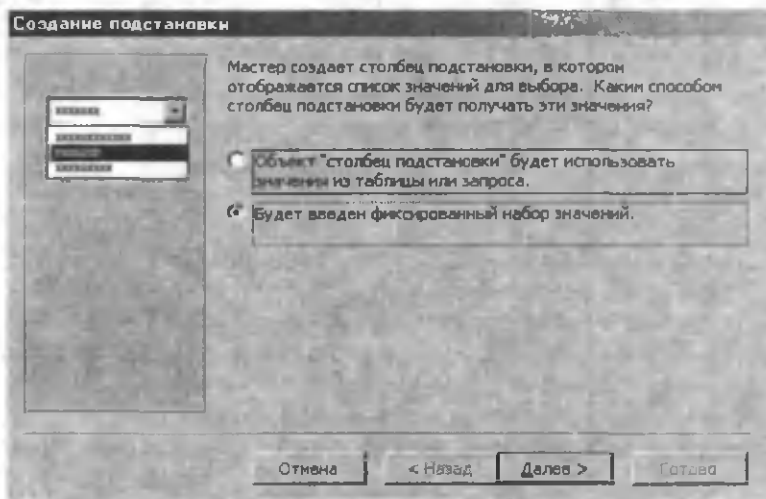 Создание подстановки
Мастер создает столбец подстановки, в котором
отображается список значений для выбора. Каким способом
столбец подстановки будет получать эти значения?
Объект "столбец подстановки" будет использовать
значения из таблицы или запроса.
Будет введен фиксированный набор значений.
Отмена
< Назад
Далее >
Готово